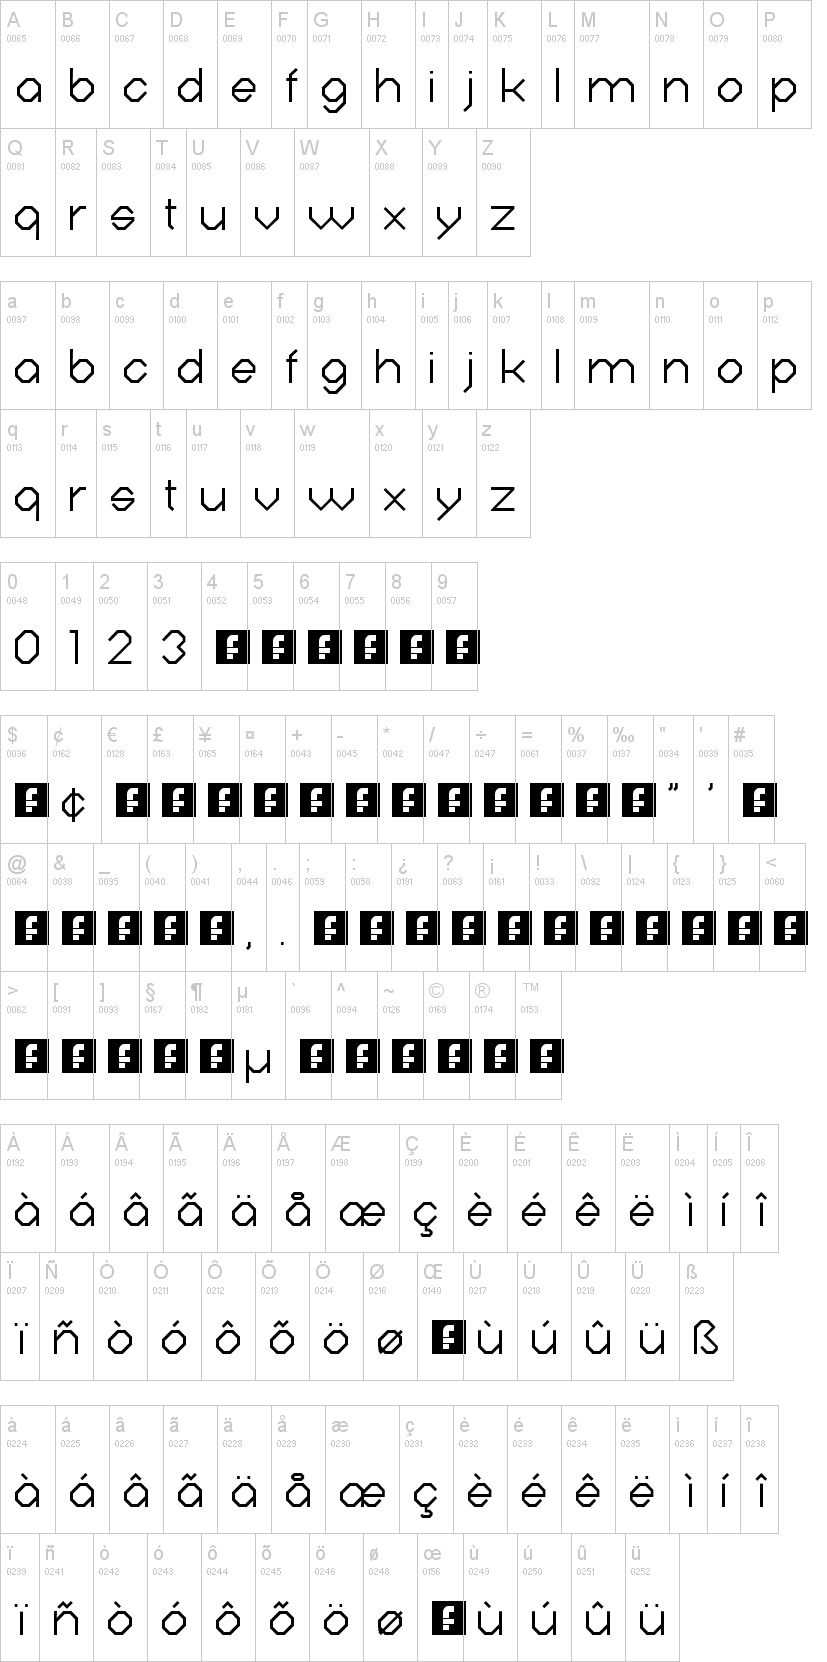 A B C D E F G H I J K L M N O P
0065 0066 0067 0068 0069 0070 0071 0072 0073 0074 0075 0076 0077 0078 0079 0080
a b c d e f g h i j k l m n o p
Q R S T U V W X Y Z
0081 0082 0083 0084 0085 0086 0087 0088 0089 0090
q r s t u v w x y z
a b c d e f g h i j k l m n o p
0097 0098 0099 0100 0101 0102 0103 0104 0105 0106 0107 0108 0109 0110 0111 0112
a b c d e f g h i j k l m n o p
q r s t u v w x y z
0113 0114 0115 0116 0117 0118 0119 0120 0121 0122
q r s t u v w x y z
0 1 2 3 4 5 6 7 8 9
0048 0049 0050 0051 0052 0053 0054 0055 0056 0057
0 1 2 3
$ ¢ € £ ¥ ¤ + - * / ÷ = % ‰ " ' #
0036 0162 0128 0163 0165 0164 0043 0045 0042 0047 0247 0061 0037 0137 0034 0039 0035
¢ " '
@ & _ ( ) , . ; : ¿ ? ¡ ! \ | { } <
0064 0038 0095 0040 0041 0044 0046 0059 0058 0191 0063 0161 0033 0092 0124 0123 0125 0060
, .
> [ ] § ¶ µ ` ^ ~ © ® ™
0062 0091 0093 0167 0182 0181 0096 0094 0126 0169 0174 0153
µ
À Á Â Ã Ä Å Æ Ç È É Ê Ë Ì Í Î
0192 0193 0194 0195 0196 0197 0198 0199 0200 0201 0202 0203 0204 0205 0206
à á â ã ä å æ ç è é ê ë ì í î
Ï Ñ Ò Ó Ô Õ Ö Ø Œ Ù Ú Û Ü ß
0207 0209 0210 0211 0212 0213 0214 0216 0140 0217 0218 0219 0220 0223
ï ñ ò ó ô õ ö ø ù ú û ü ß
à á â ã ä å æ ç è é ê ë ì í î
0224 0225 0226 0227 0228 0229 0230 0231 0232 0233 0234 0235 0236 0237 0238
à á â ã ä å æ ç è é ê ë ì í î
ï ñ ò ó ô õ ö ø œ ù ú û ü
0239 0241 0242 0243 0244 0245 0246 0248 0156 0249 0250 0251 0252
ï ñ ò ó ô õ ö ø ù ú û ü